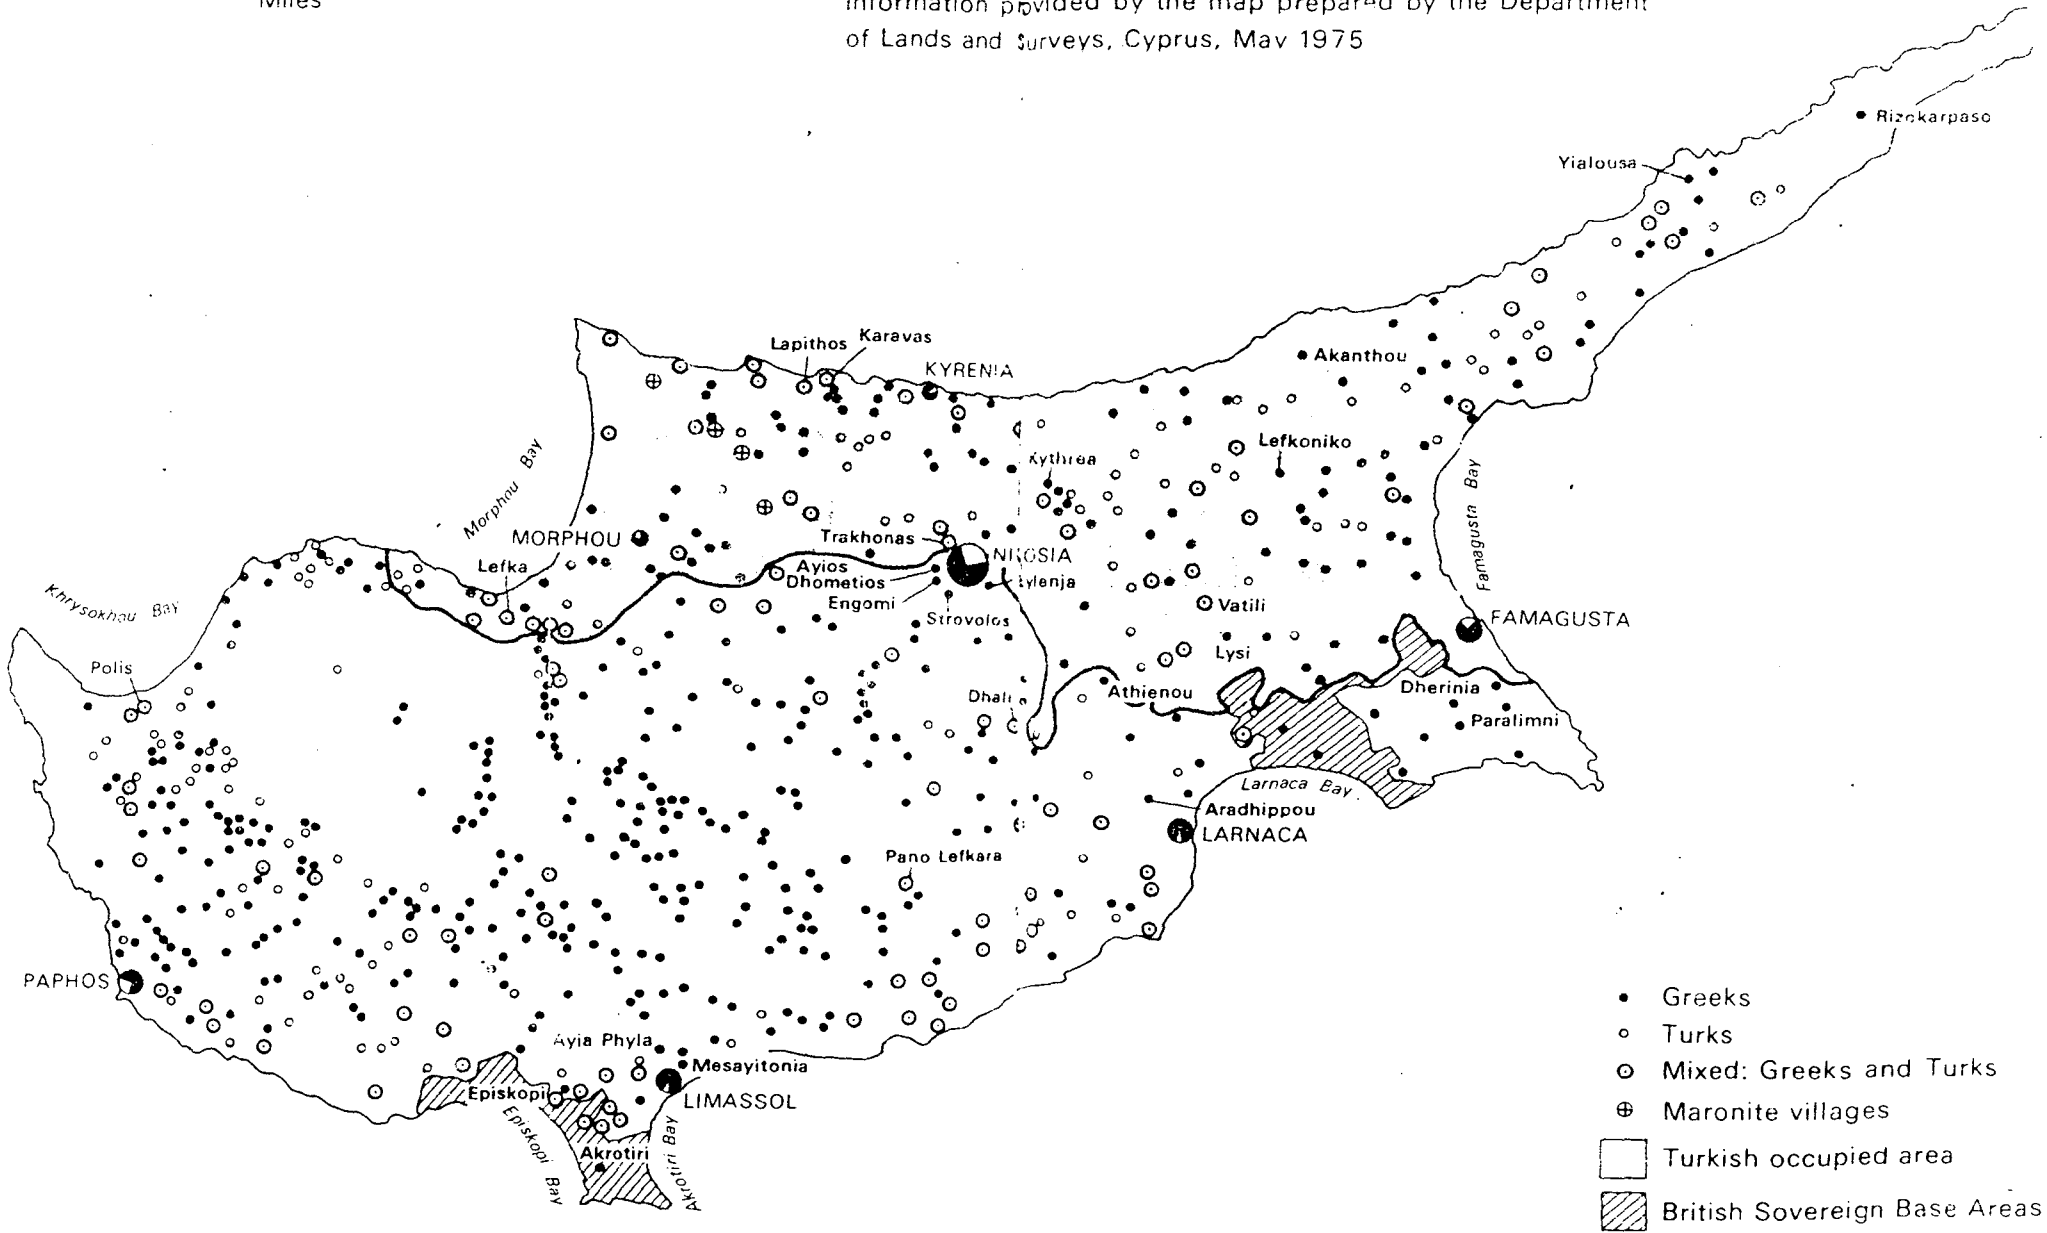 Miles
information provided by the map prepared by the Department
of Lands and Surveys, Cyprus, May 1975
Rizokarpaso
Yialousa
Lapithos
Karavas
KYRENIA
Akanthou
Morphou Bay
Lefkoniko
Kythrea
Famagusta Bay
MORPHOU
Trakhonas
NICOSIA
Lefka
Ayios
Dhometios
Engomi
Strovolos
Khrysokhou Bay
Vatili
FAMAGUSTA
Polis
Lysi
Dhali
Athienou
Dherinia
Paralimni
Larnaca Bay
Aradhippou
LARNACA
Pano Lefkara
PAPHOS
Ayia Phyla
Mesayitonia
Episkopi
LIMASSOL
Episkopi Bay
Akrotiri
Akrotiri Bay
Greeks
Turks
Mixed: Greeks and Turks
Maronite villages
Turkish occupied area
British Sovereign Base Areas